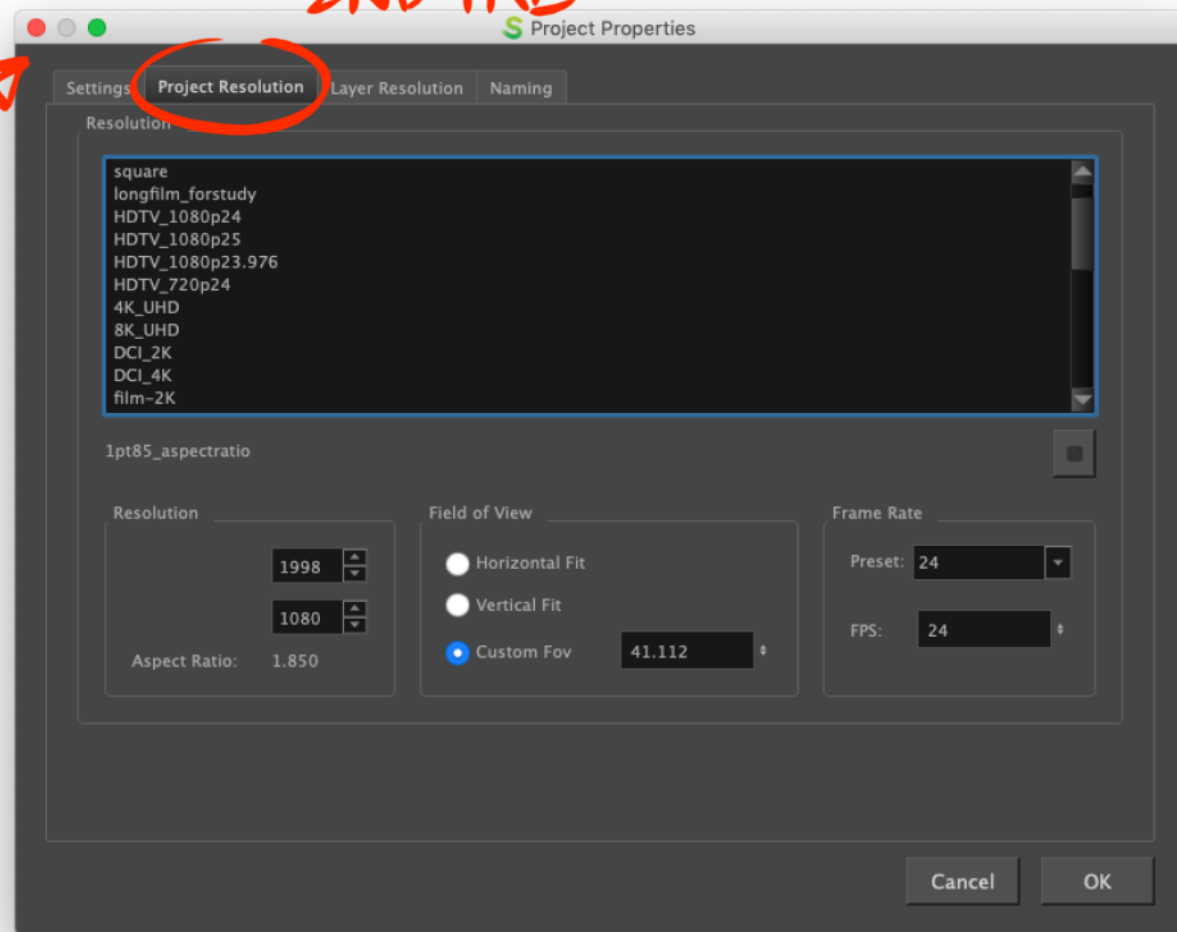 2ND TAB
Project Properties
Settings Project Resolution Layer Resolution Naming
Resolution
square
longfilm_forstudy
HDTV_1080p24
HDTV_1080p25
HDTV_1080p23.976
HDTV_720p24
4K_UHD
8K_UHD
DCI_2K
DCI_4K
film-2K
1pt85_aspectratio
Resolution
1998
1080
Aspect Ratio: 1.850
Field of View
Horizontal Fit
Vertical Fit
Custom Fov 41.112
Frame Rate
Preset: 24
FPS: 24
Cancel OK